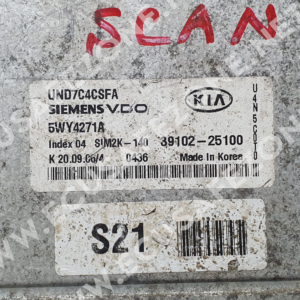 SCAN
UND7C4CSFA
SIEMENS VDO
KIA
5WY4271A
Index 04 SIM2K-140 39102-25100
K 20.09.06/4 0436 Made in Korea
S21